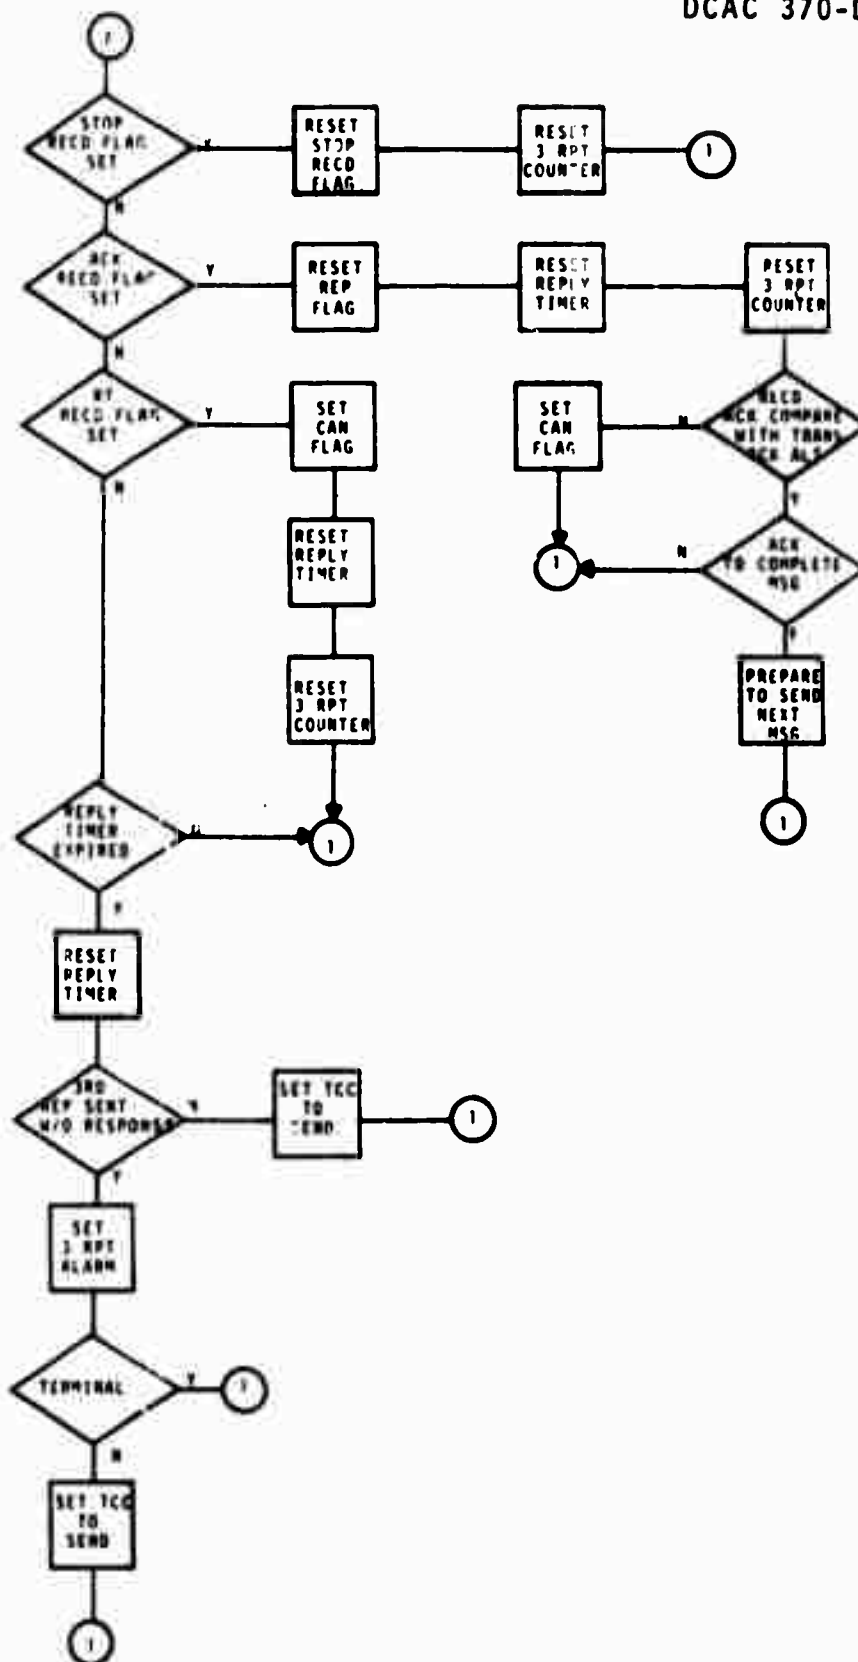 DCAC 370-D
STOP
RECD FLAG
SET
Y
RESET
STOP
RECD
FLAG
RESET
3 RPT
COUNTER
1
N
ACK
RECD FLAG
SET
Y
RESET
REP
FLAG
RESET
REPLY
TIMER
RESET
3 RPT
COUNTER
N
RECD FLAG
SET
Y
SET
CAN
FLAG
SET
CAN
FLAG
N
RECD
ACK COMPARE
WITH TRANS
ACK ALT
N
Y
RESET
REPLY
TIMER
1
N
ACK
TO COMPLETE
MSG
Y
RESET
3 RPT
COUNTER
PREPARE
TO SEND
NEXT
MSG
1
REPLY
TIMER
EXPIRED
N
1
Y
RESET
REPLY
TIMER
3RD
REP SENT
W/O RESPONSE
N
SET TCC
TO
SEND
1
Y
SET
3 RPT
ALARM
TERMINAL
Y
N
SET TCC
TO
SEND
1